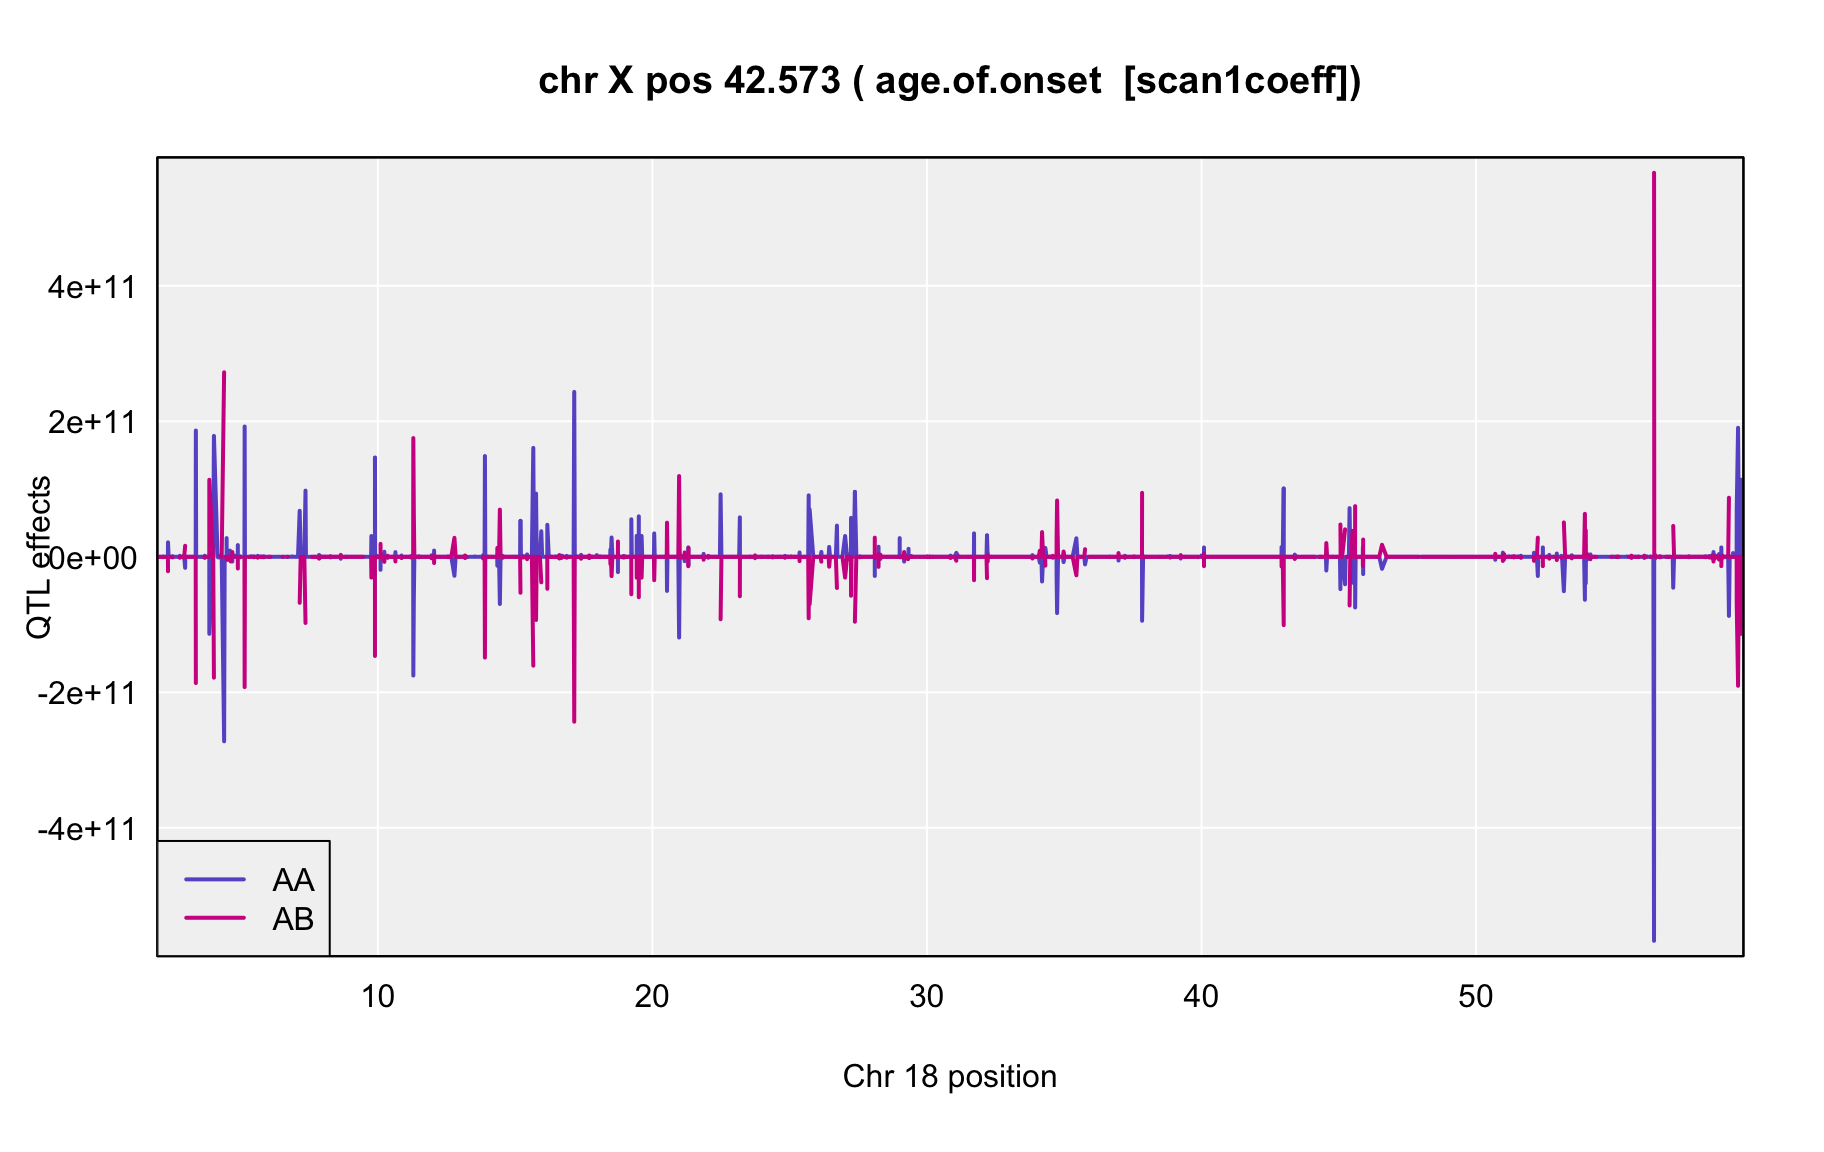 chr X pos 42.573 ( age.of.onset  [scan1coeff])
QTL effects
4e+11
2e+11
0e+00
-2e+11
-4e+11
AA
AB
10 20 30 40 50
Chr 18 position